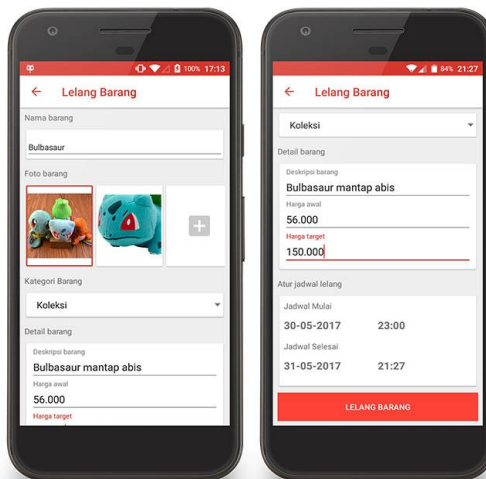 100% 17:13
Lelang Barang
Nama barang
Bulbasaur
Foto barang
Kategori Barang
Koleksi
Detail barang
Deskripsi barang
Bulbasaur mantap abis
Harga awal
56.000
Harga target
84% 21:27
Lelang Barang
Koleksi
Detail barang
Deskripsi barang
Bulbasaur mantap abis
Harga awal
56.000
Harga target
150.000
Atur jadwal lelang
Jadwal Mulai
30-05-2017 23:00
Jadwal Selesai
31-05-2017 21:27
LELANG BARANG